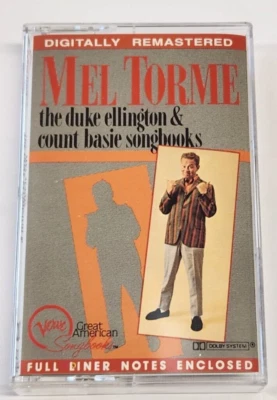 DIGITALLY REMASTERED
MEL TORME
the duke ellington &
count basie songbooks
DOLBY SYSTEM ®
Verve
Great
American
Songbooks
FULL DINER NOTES ENCLOSED